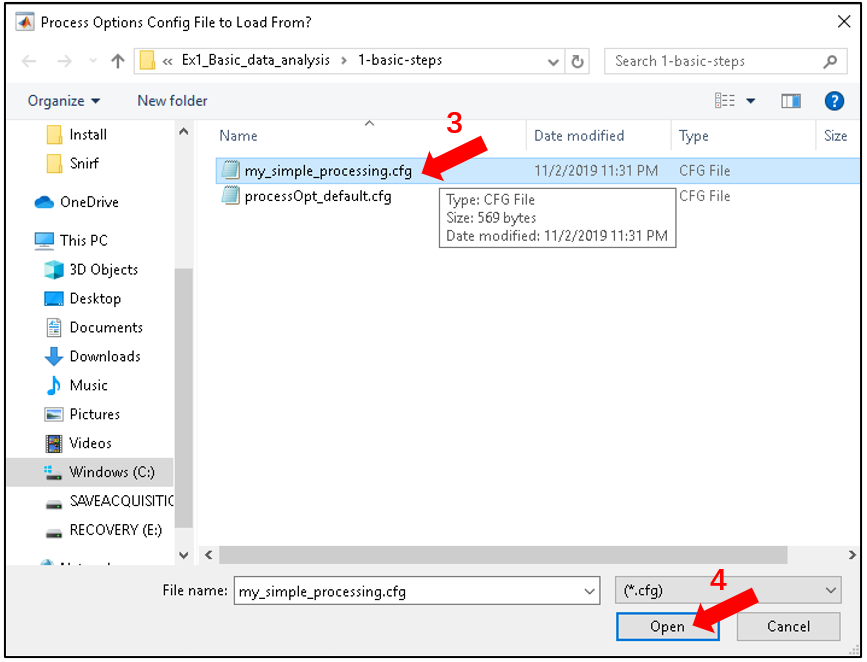 Process Options Config File to Load From?
« Ex1_Basic_data_analysis > 1-basic-steps
Search 1-basic-steps
Organize
New folder
3
Install
Snirf
OneDrive
This PC
3D Objects
Desktop
Documents
Downloads
Music
Pictures
Videos
Windows (C:)
SAVEACQUISITIO
RECOVERY (E:)
Name Date modified Type Size
my_simple_processing.cfg 11/2/2019 11:31 PM CFG File
processOpt_default.cfg CFG File
Type: CFG File
Size: 569 bytes
Date modified: 11/2/2019 11:31 PM
File name: my_simple_processing.cfg
(*.cfg)
4
Open
Cancel